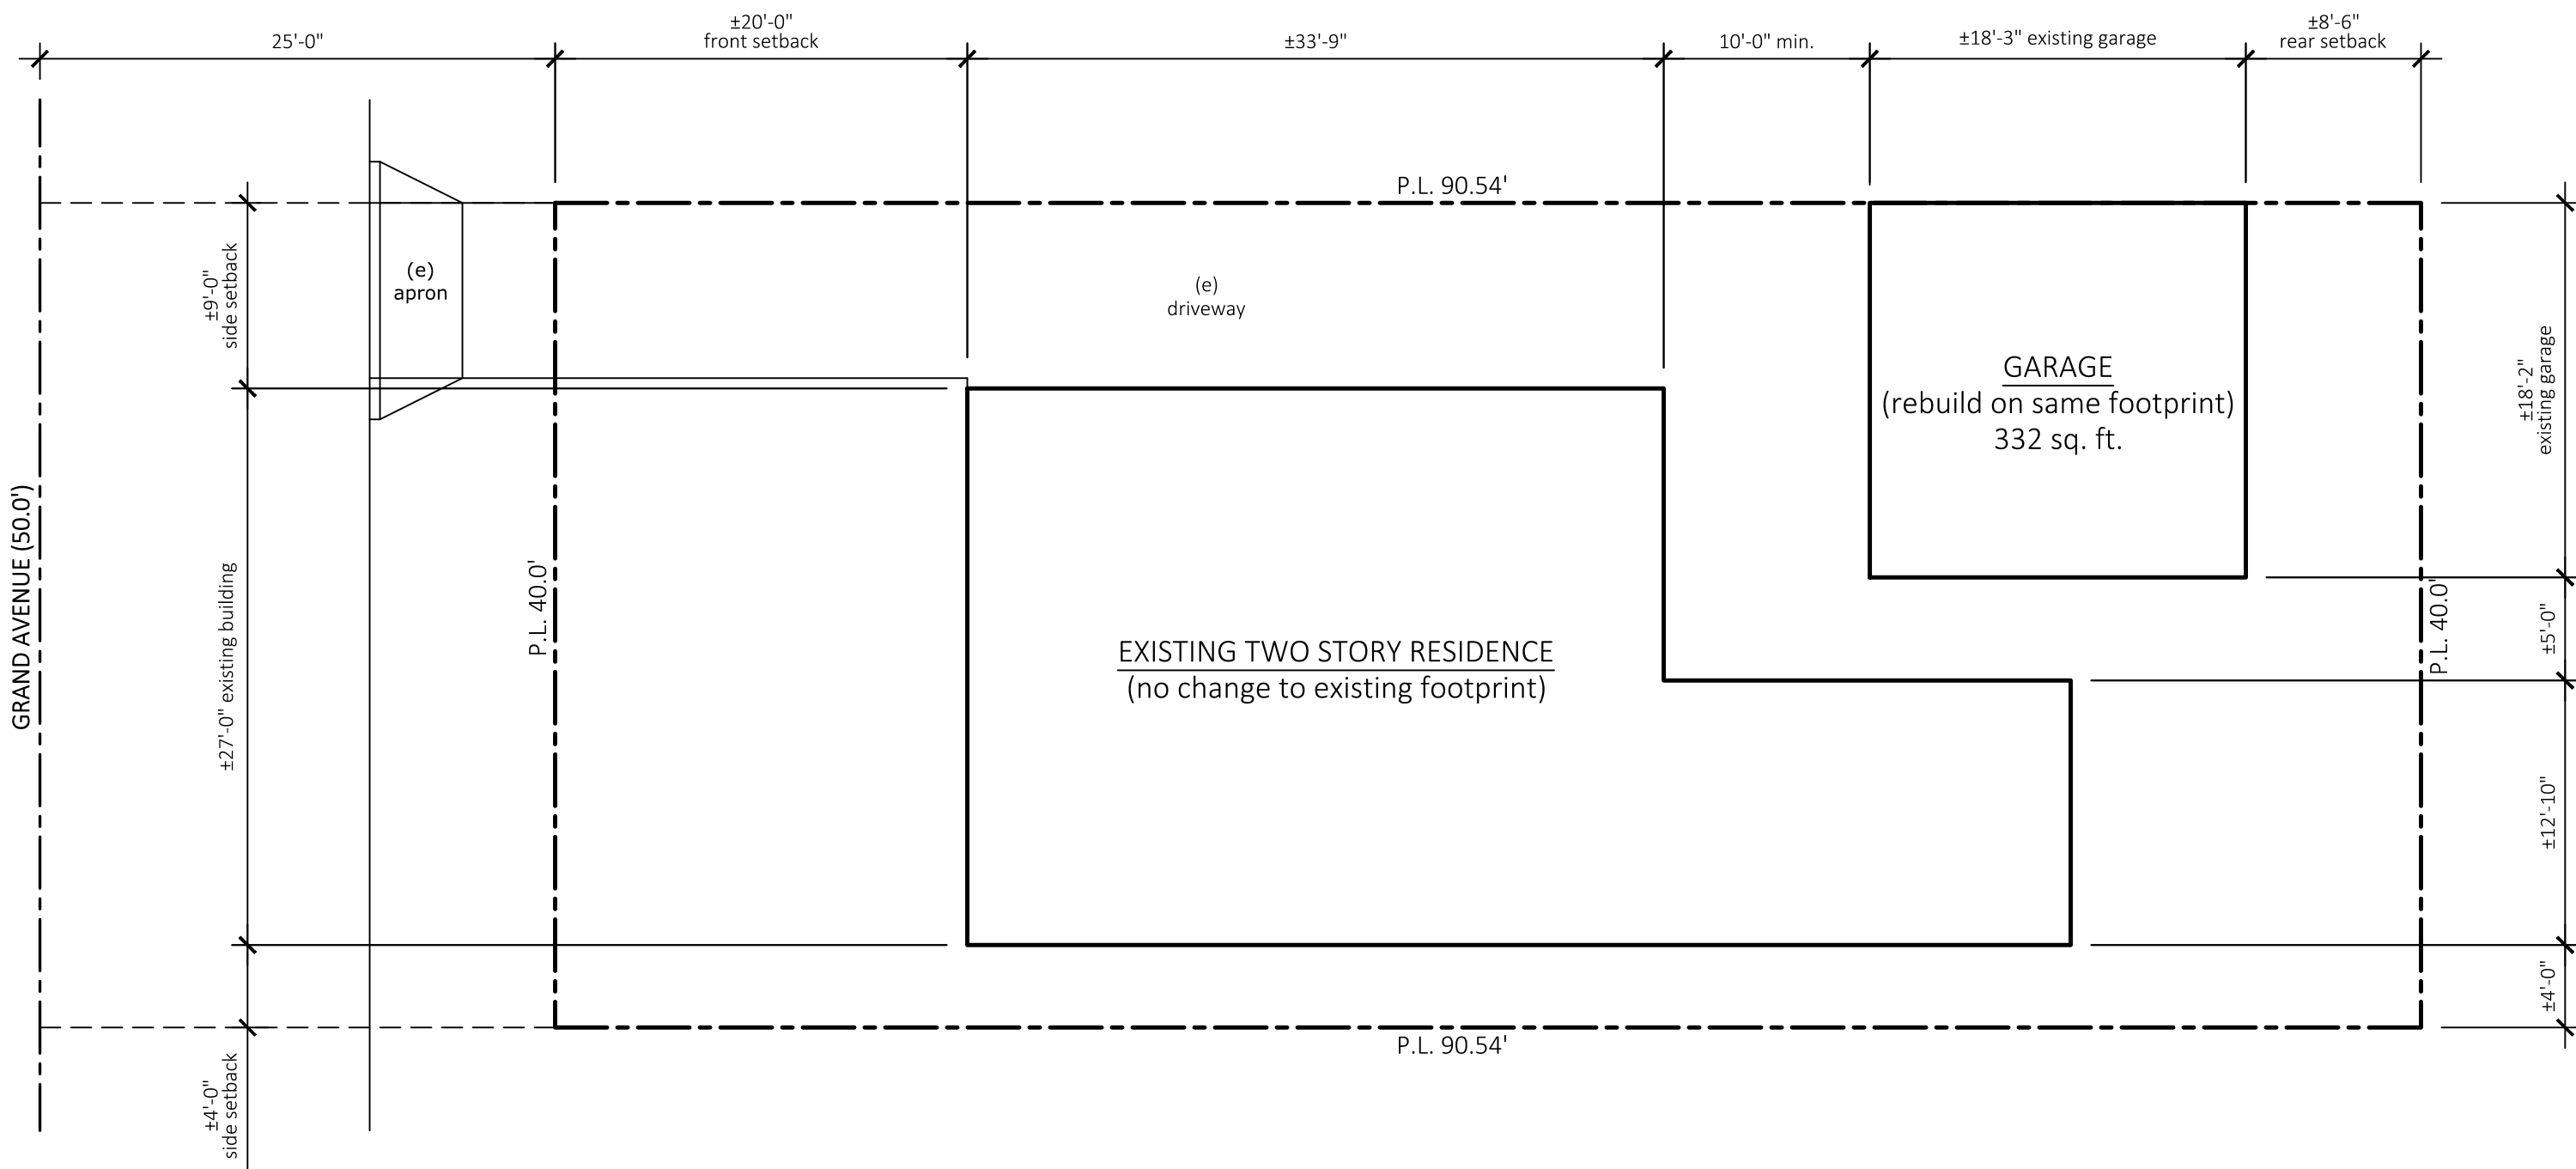 ±20'-0"
25'-0"
front setback
±33'-9"
10'-0" min.
±18'-3" existing garage
±8'-6"
rear setback
P.L. 90.54'
±9'-0"
side setback
(e)
apron
(e)
driveway
GARAGE
(rebuild on same footprint)
332 sq. ft.
±18'-2"
existing garage
GRAND AVENUE (50.0')
±27'-0" existing building
P.L. 40.0'
EXISTING TWO STORY RESIDENCE
(no change to existing footprint)
P.L. 40.0'
±5'-0"
±12'-10"
±4'-0"
P.L. 90.54'
±4'-0"
side setback